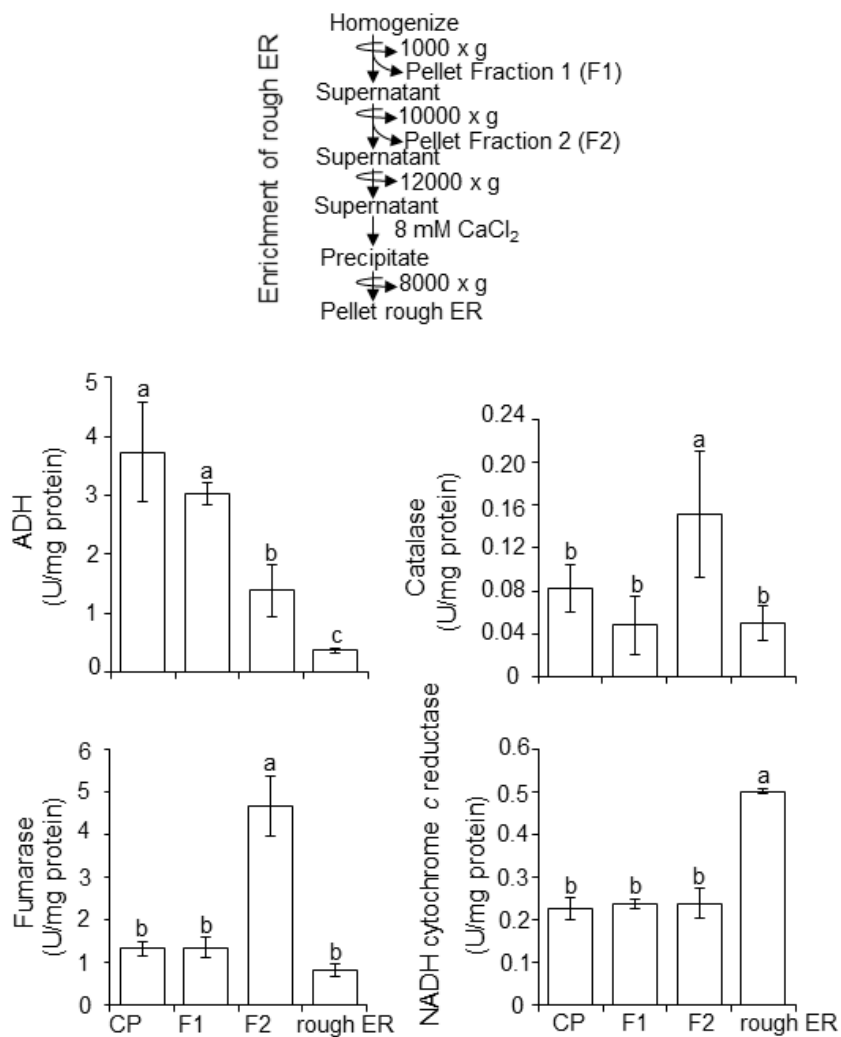 Enrichment of rough ER
Homogenize
1000 x g
Pellet Fraction 1 (F1)
Supernatant
10000 x g
Pellet Fraction 2 (F2)
Supernatant
12000 x g
Supernatant
8 mM CaCl₂
Precipitate
8000 x g
Pellet rough ER
ADH
(U/mg protein)
5
4
3
2
1
0
a
a
b
c
Catalase
(U/mg protein)
0.24
0.20
0.16
0.12
0.08
0.04
0
b
b
a
b
Fumarase
(U/mg protein)
6
5
4
3
2
1
0
b
b
a
b
CP F1 F2 rough ER
NADH cytochrome c reductase
(U/mg protein)
0.6
0.5
0.4
0.3
0.2
0.1
0
b
b
b
a
CP F1 F2 rough ER